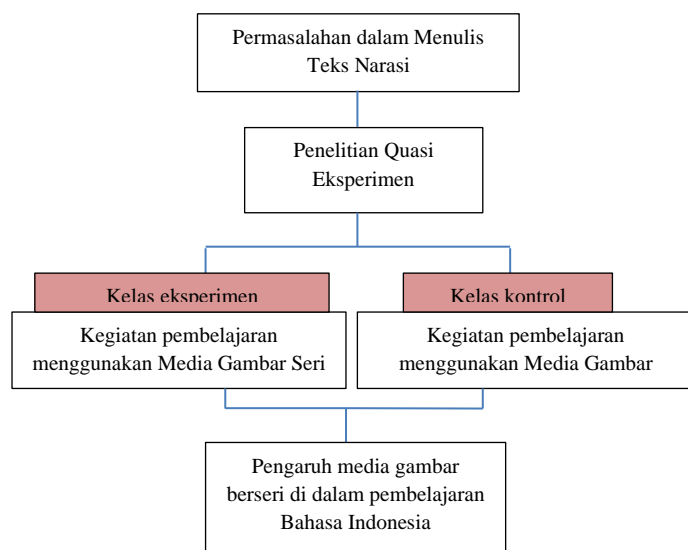 Permasalahan dalam Menulis
Teks Narasi
Penelitian Quasi
Eksperimen
Kelas eksperimen
Kelas kontrol
Kegiatan pembelajaran
menggunakan Media Gambar Seri
Kegiatan pembelajaran
menggunakan Media Gambar
Pengaruh media gambar
berseri di dalam pembelajaran
Bahasa Indonesia